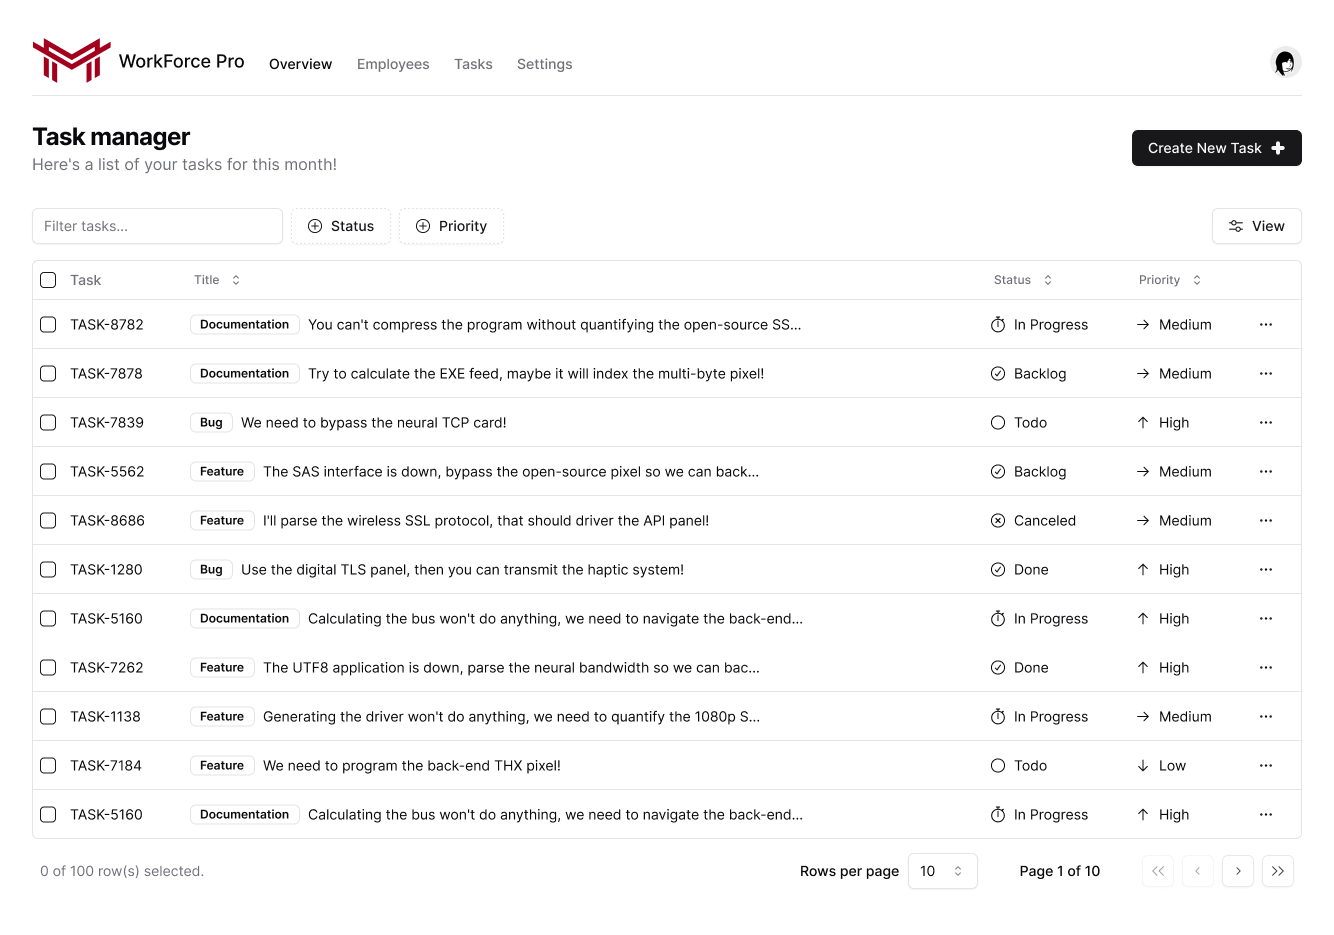 WorkForce Pro Overview Employees Tasks Settings
Task manager
Here's a list of your tasks for this month!
Create New Task
Filter tasks... Status Priority View
Task Title Status Priority
TASK-8782 Documentation You can't compress the program without quantifying the open-source SS... In Progress Medium
TASK-7878 Documentation Try to calculate the EXE feed, maybe it will index the multi-byte pixel! Backlog Medium
TASK-7839 Bug We need to bypass the neural TCP card! Todo High
TASK-5562 Feature The SAS interface is down, bypass the open-source pixel so we can back... Backlog Medium
TASK-8686 Feature I'll parse the wireless SSL protocol, that should driver the API panel! Canceled Medium
TASK-1280 Bug Use the digital TLS panel, then you can transmit the haptic system! Done High
TASK-5160 Documentation Calculating the bus won't do anything, we need to navigate the back-end... In Progress High
TASK-7262 Feature The UTF8 application is down, parse the neural bandwidth so we can bac... Done High
TASK-1138 Feature Generating the driver won't do anything, we need to quantify the 1080p S... In Progress Medium
TASK-7184 Feature We need to program the back-end THX pixel! Todo Low
TASK-5160 Documentation Calculating the bus won't do anything, we need to navigate the back-end... In Progress High
0 of 100 row(s) selected. Rows per page 10 Page 1 of 10